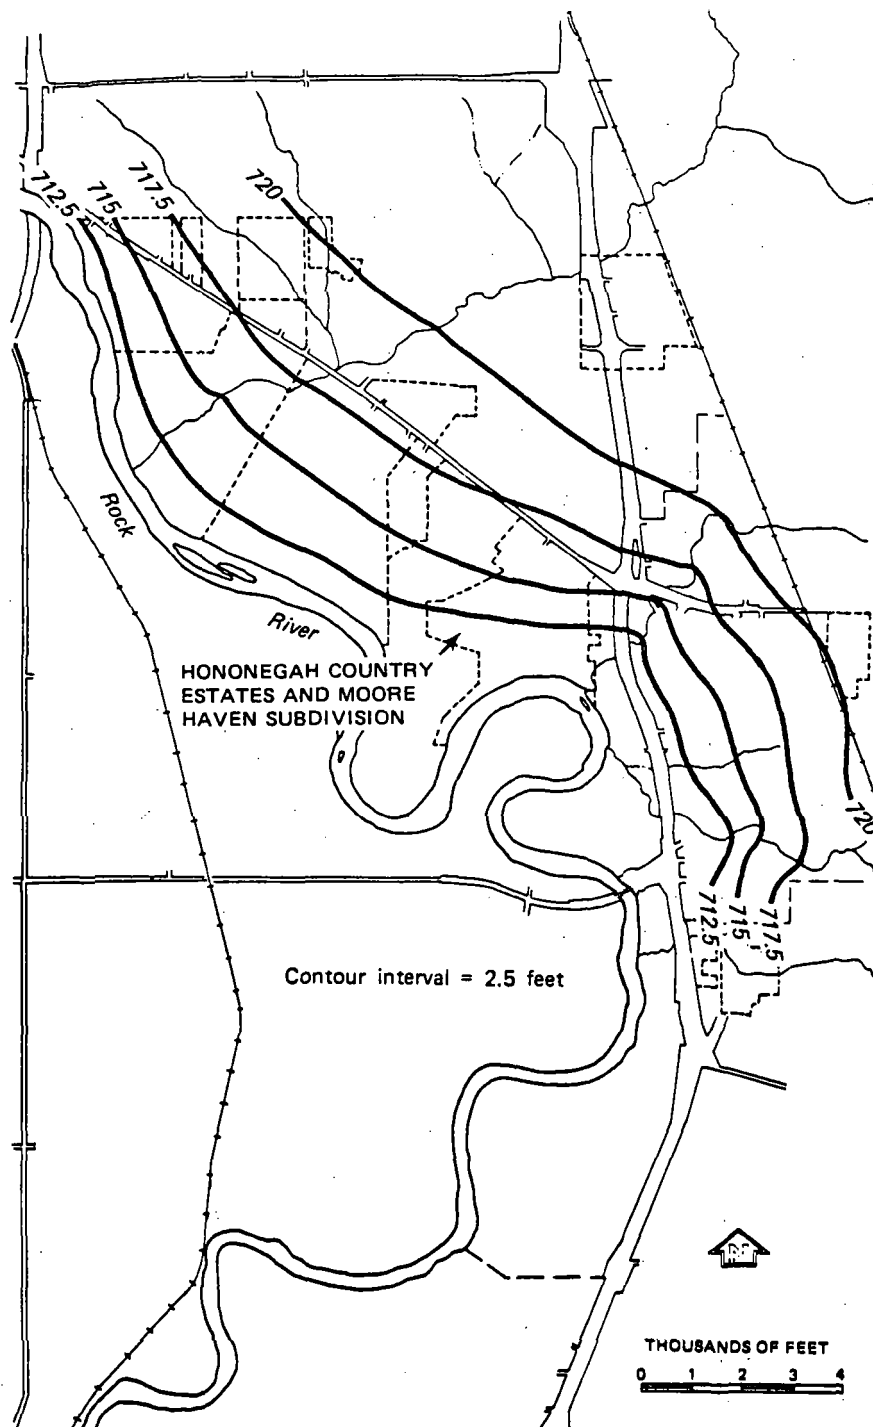 712.5
715
717.5
720
Rock
River
HONONEGAH COUNTRY
ESTATES AND MOORE
HAVEN SUBDIVISION
720
712.5
715
717.5
Contour interval = 2.5 feet
N
THOUSANDS OF FEET
0 1 2 3 4